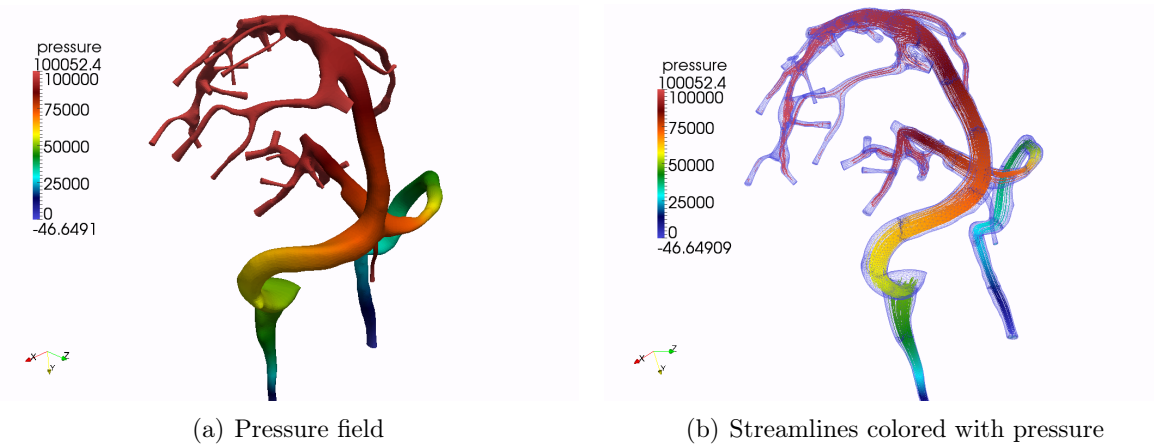 pressure
100052.4
100000
75000
50000
25000
0
-46.6491
X
Z
Y
(a) Pressure field
pressure
100052.4
100000
75000
50000
25000
0
-46.64909
X
Z
Y
(b) Streamlines colored with pressure